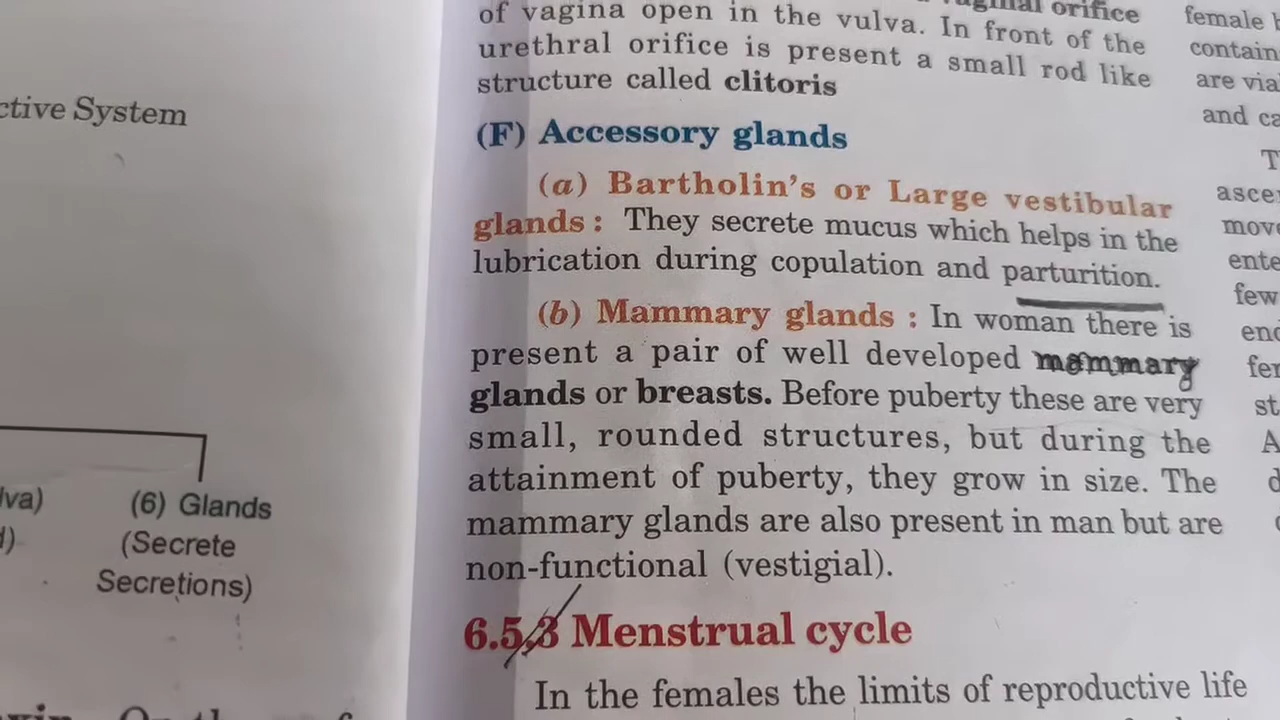 ctive System
lva)
(6) Glands
(Secrete
Secretions)
of vagina open in the vulva. In front of the
urethral orifice is present a small rod like
structure called clitoris
(F) Accessory glands
(a) Bartholin's or Large vestibular
glands : They secrete mucus which helps in the
lubrication during copulation and parturition.
(b) Mammary glands : In woman there is
present a pair of well developed mammary
glands or breasts. Before puberty these are very
small, rounded structures, but during the
attainment of puberty, they grow in size. The
mammary glands are also present in man but are
non-functional (vestigial).
6.5.3 Menstrual cycle
In the females the limits of reproductive life
female
contain
are via
and ca
asce
move
ente
few